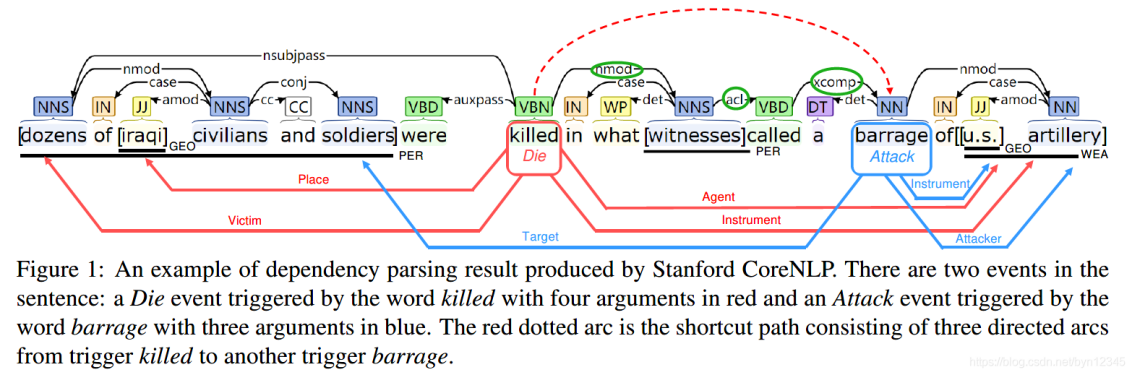 nsubjpass
nmod nmod xcomp nmod
case conj case acl case
NNS IN JJ amod NNS cc CC NNS VBD auxpass VBN IN WP det NNS VBD DT det NN IN JJ amod NN
[dozens of [iraqi] civilians and soldiers] were killed in what [witnesses] called a barrage of[[u.s.] artillery]
GEO PER Die PER Attack GEO WEA
Place Agent Instrument
Victim Instrument
Target Attacker
Figure 1: An example of dependency parsing result produced by Stanford CoreNLP. There are two events in the
sentence: a Die event triggered by the word killed with four arguments in red and an Attack event triggered by the
word barrage with three arguments in blue. The red dotted arc is the shortcut path consisting of three directed arcs
from trigger killed to another trigger barrage.
https://blog.csdn.net/byn12345